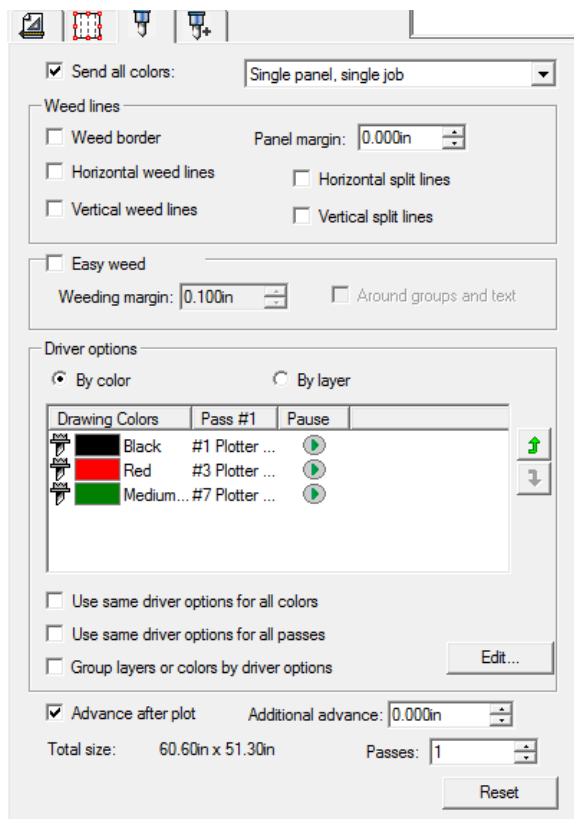 Send all colors: Single panel, single job
Weed lines
Weed border Panel margin: 0.000in
Horizontal weed lines Horizontal split lines
Vertical weed lines Vertical split lines
Easy weed
Weeding margin: 0.100in Around groups and text
Driver options
By color By layer
Drawing Colors Pass #1 Pause
Black #1 Plotter ...
Red #3 Plotter ...
Medium... #7 Plotter ...
Use same driver options for all colors
Use same driver options for all passes
Group layers or colors by driver options Edit...
Advance after plot Additional advance: 0.000in
Total size: 60.60in x 51.30in Passes: 1
Reset